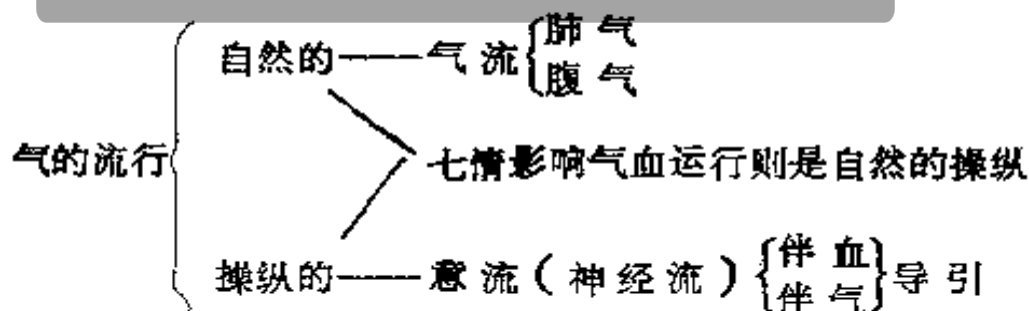 自然的——气流{肺气
腹气
气的流行
七情影响气血运行则是自然的操纵
操纵的——意流(神经流){伴血}导引
伴气